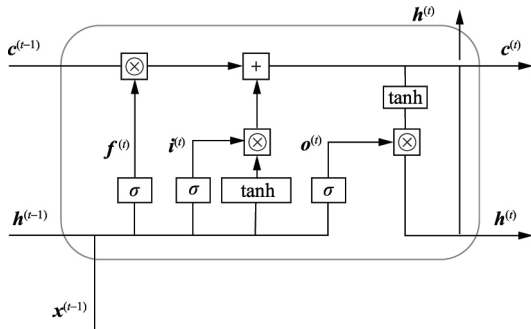 h(t)
c(t−1)
c(t)
⊗
+
tanh
f(t)
i(t)
⊗
o(t)
⊗
σ
σ
tanh
σ
h(t−1)
h(t)
x(t−1)